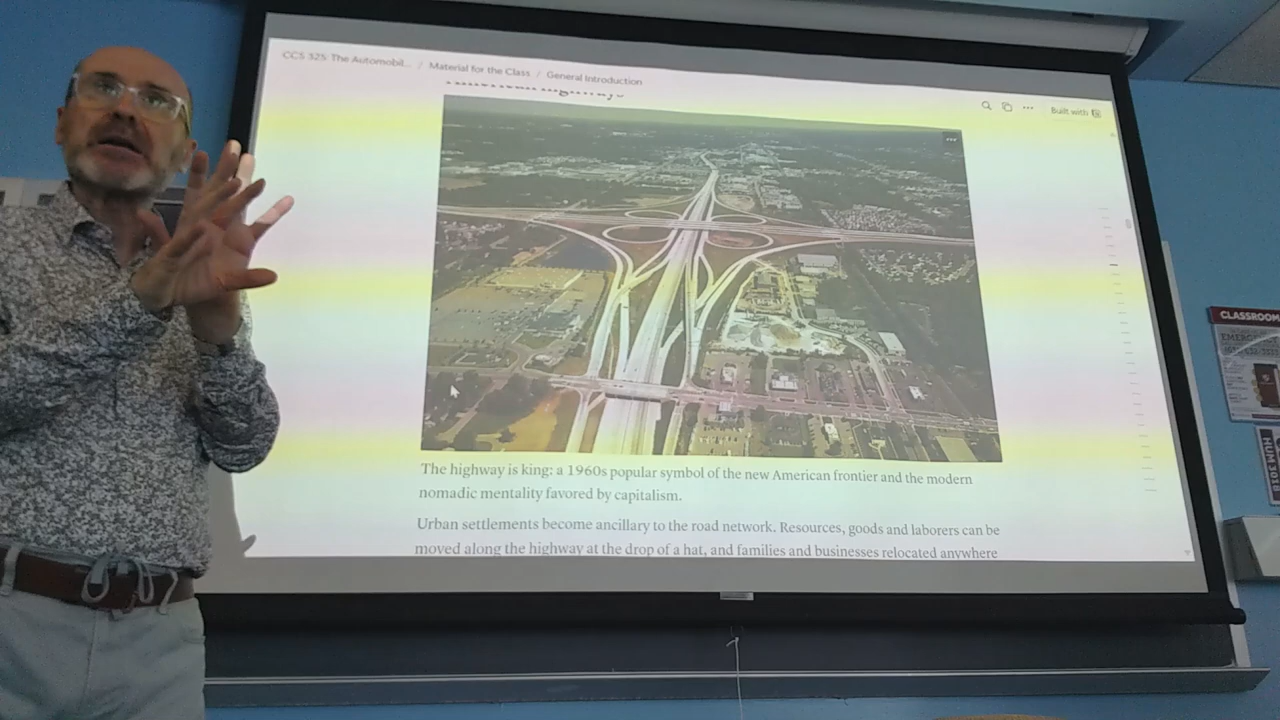 CCS 325 The Automobil... / Material for the Class / General Introduction
Built with
The highway is king: a 1960s popular symbol of the new American frontier and the modern
nomadic mentality favored by capitalism.
Urban settlements become ancillary to the road network. Resources, goods and laborers can be
moved along the highway at the drop of a hat, and families and businesses relocated anywhere
CLASSROOM